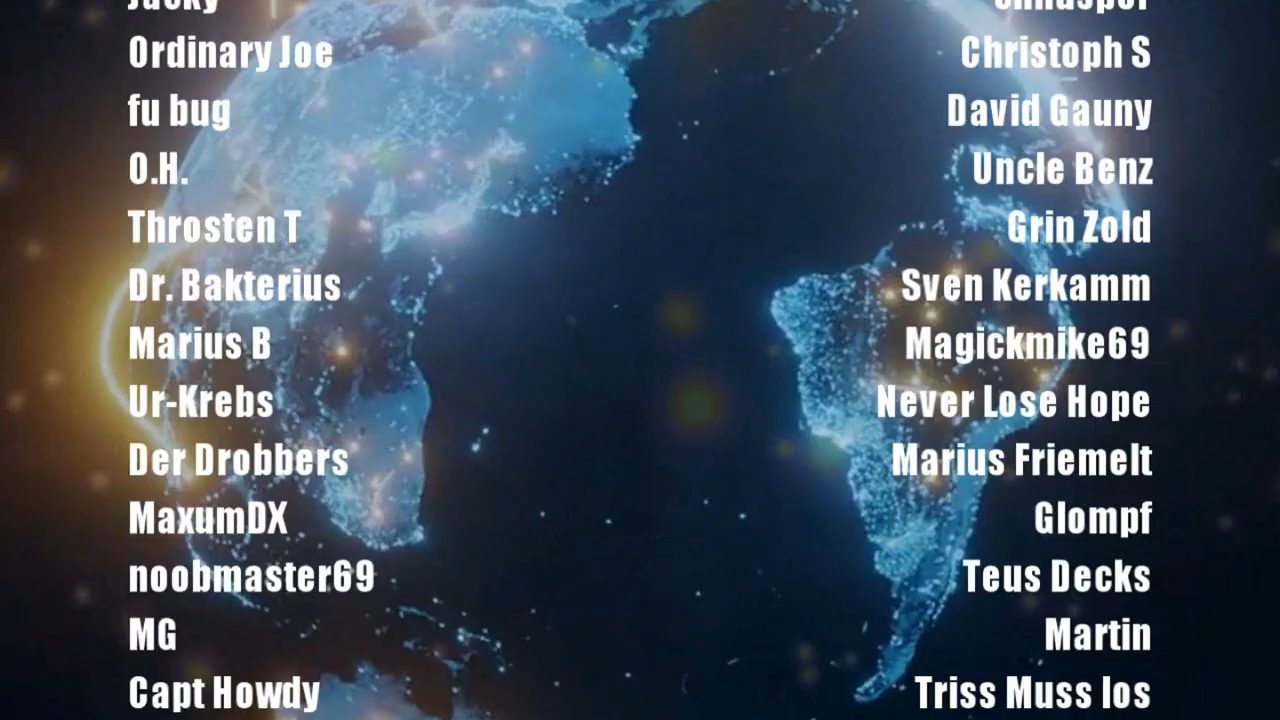 Ordinary Joe
fu bug
O.H.
Throsten T
Dr. Bakterius
Marius B
Ur-Krebs
Der Drobbers
MaxumDX
noobmaster69
MG
Capt Howdy
Christoph S
David Gauny
Uncle Benz
Grin Zold
Sven Kerkamm
Magickmike69
Never Lose Hope
Marius Friemelt
Glompf
Teus Decks
Martin
Triss Muss los